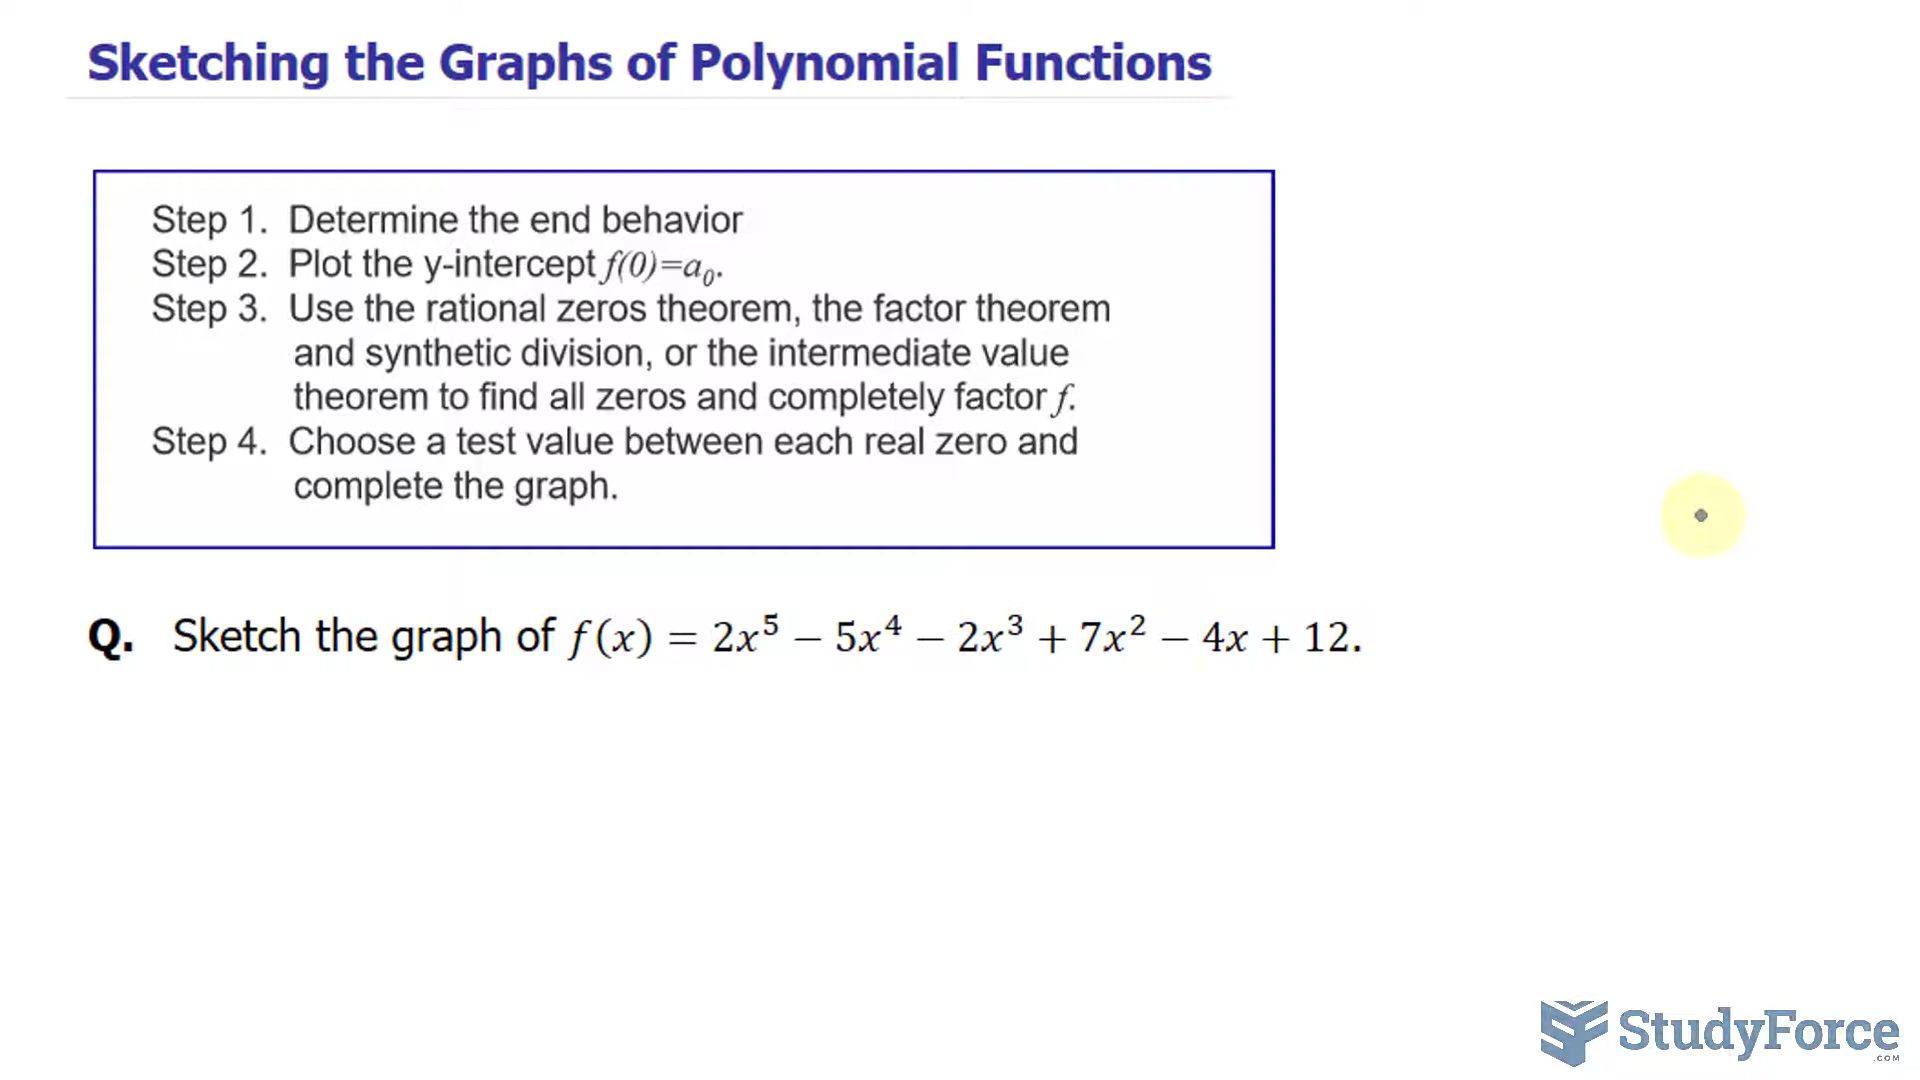 Sketching the Graphs of Polynomial Functions
Step 1. Determine the end behavior
Step 2. Plot the y-intercept f(0)=a₀.
Step 3. Use the rational zeros theorem, the factor theorem
and synthetic division, or the intermediate value
theorem to find all zeros and completely factor f.
Step 4. Choose a test value between each real zero and
complete the graph.
Q. Sketch the graph of f(x) = 2x⁵ − 5x⁴ − 2x³ + 7x² − 4x + 12.
StudyForce
.COM